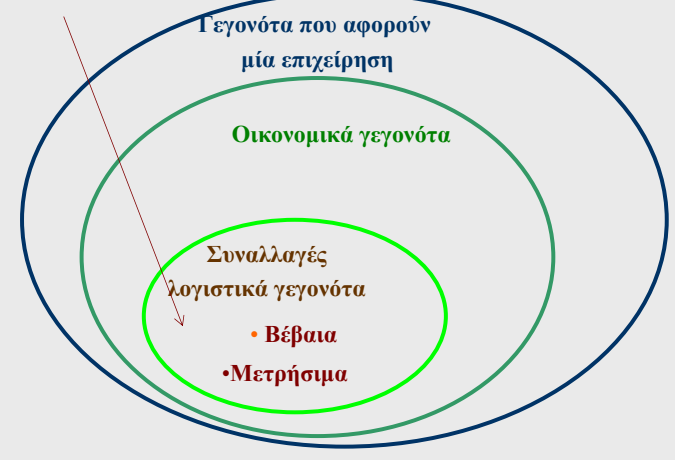 Γεγονότα που αφορούν
μία επιχείρηση
Οικονομικά γεγονότα
Συναλλαγές
λογιστικά γεγονότα
• Βέβαια
•Μετρήσιμα